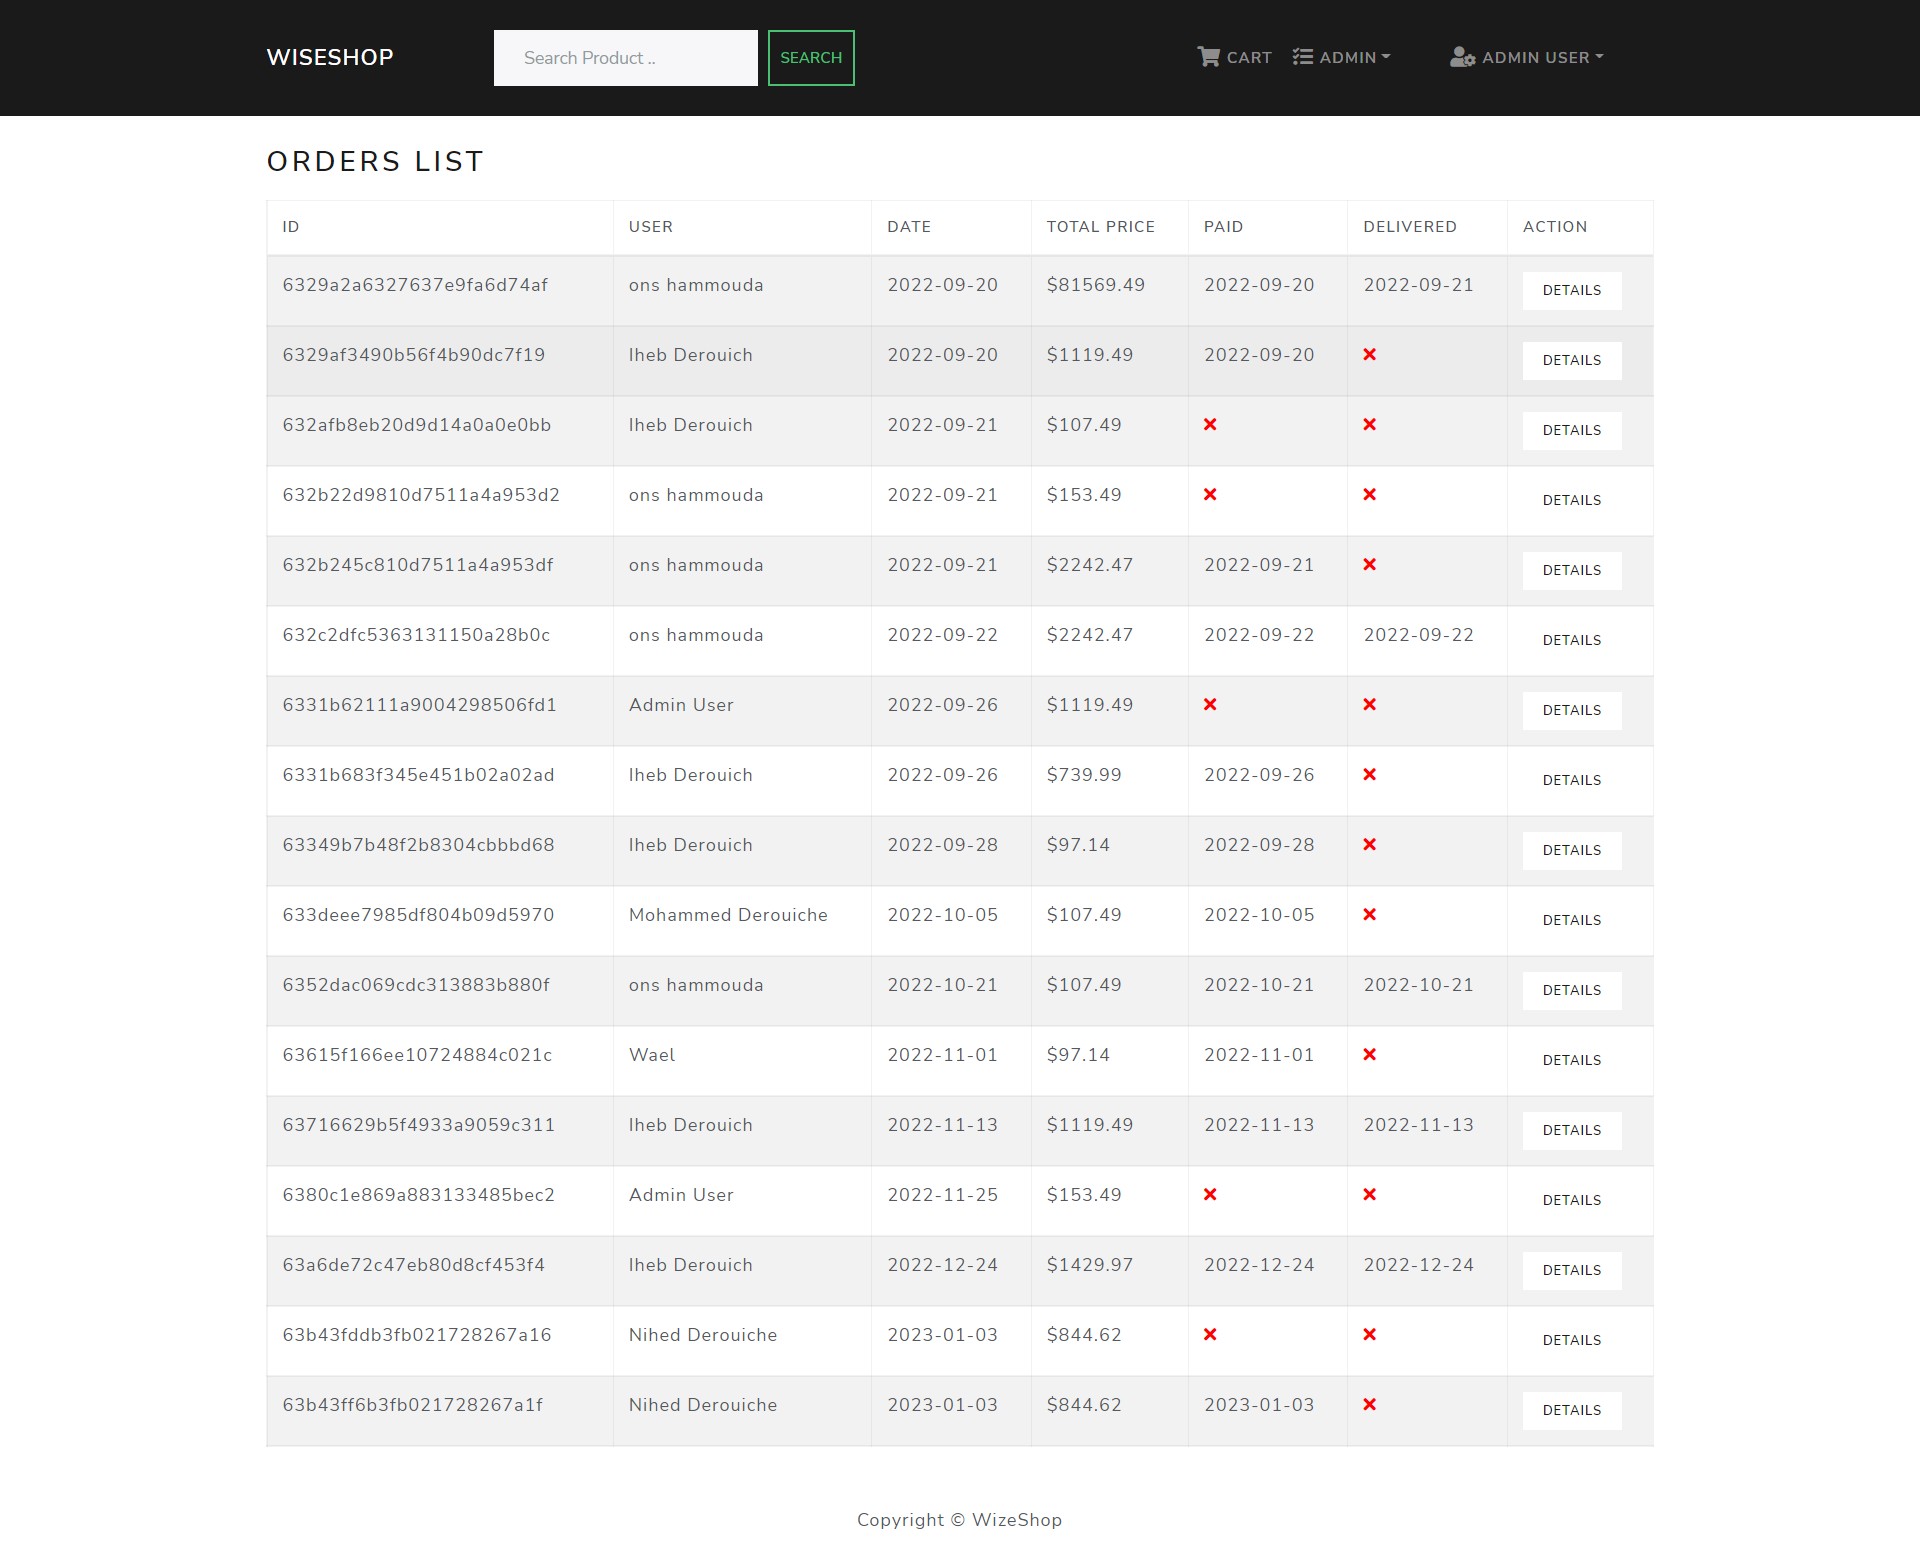 WISESHOP Search Product .. SEARCH CART ADMIN ADMIN USER
ORDERS LIST
ID USER DATE TOTAL PRICE PAID DELIVERED ACTION
6329a2a6327637e9fa6d74af ons hammouda 2022-09-20 $81569.49 2022-09-20 2022-09-21 DETAILS
6329af3490b56f4b90dc7f19 Iheb Derouich 2022-09-20 $1119.49 2022-09-20 DETAILS
632afb8eb20d9d14a0a0e0bb Iheb Derouich 2022-09-21 $107.49 DETAILS
632b22d9810d7511a4a953d2 ons hammouda 2022-09-21 $153.49 DETAILS
632b245c810d7511a4a953df ons hammouda 2022-09-21 $2242.47 2022-09-21 DETAILS
632c2dfc5363131150a28b0c ons hammouda 2022-09-22 $2242.47 2022-09-22 2022-09-22 DETAILS
6331b62111a9004298506fd1 Admin User 2022-09-26 $1119.49 DETAILS
6331b683f345e451b02a02ad Iheb Derouich 2022-09-26 $739.99 2022-09-26 DETAILS
63349b7b48f2b8304cbbbd68 Iheb Derouich 2022-09-28 $97.14 2022-09-28 DETAILS
633deee7985df804b09d5970 Mohammed Derouiche 2022-10-05 $107.49 2022-10-05 DETAILS
6352dac069cdc313883b880f ons hammouda 2022-10-21 $107.49 2022-10-21 2022-10-21 DETAILS
63615f166ee10724884c021c Wael 2022-11-01 $97.14 2022-11-01 DETAILS
63716629b5f4933a9059c311 Iheb Derouich 2022-11-13 $1119.49 2022-11-13 2022-11-13 DETAILS
6380c1e869a883133485bec2 Admin User 2022-11-25 $153.49 DETAILS
63a6de72c47eb80d8cf453f4 Iheb Derouich 2022-12-24 $1429.97 2022-12-24 2022-12-24 DETAILS
63b43fddb3fb021728267a16 Nihed Derouiche 2023-01-03 $844.62 DETAILS
63b43ff6b3fb021728267a1f Nihed Derouiche 2023-01-03 $844.62 2023-01-03 DETAILS
Copyright © WizeShop